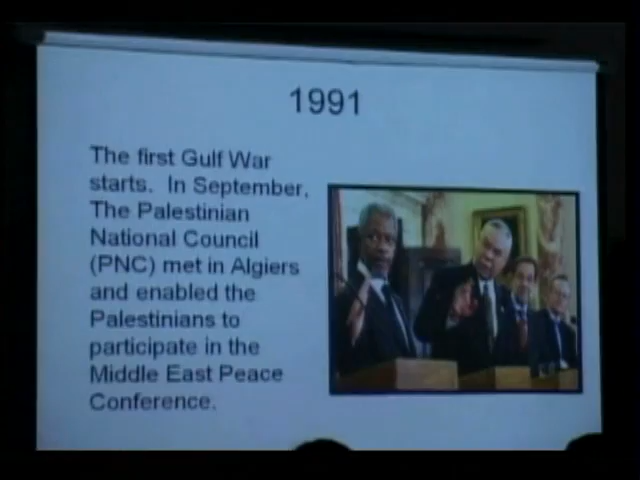 1991
The first Gulf War
starts. In September,
The Palestinian
National Council
(PNC) met in Algiers
and enabled the
Palestinians to
participate in the
Middle East Peace
Conference.